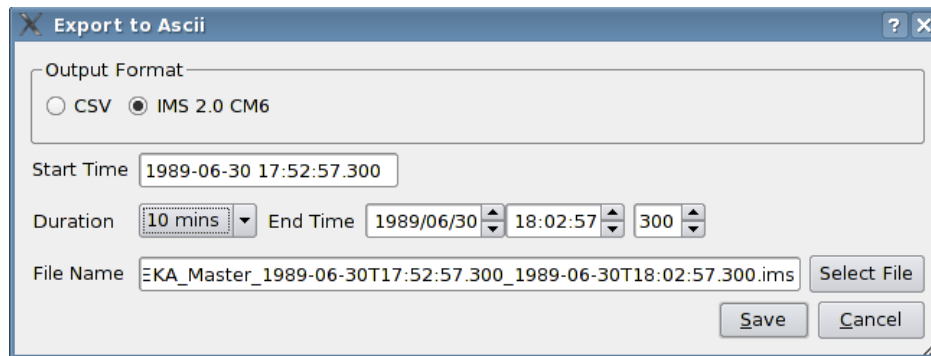 Export to Ascii ? X
Output Format
CSV IMS 2.0 CM6
Start Time 1989-06-30 17:52:57.300
Duration 10 mins End Time 1989/06/30 18:02:57 300
File Name EKA_Master_1989-06-30T17:52:57.300_1989-06-30T18:02:57.300.ims Select File
Save Cancel